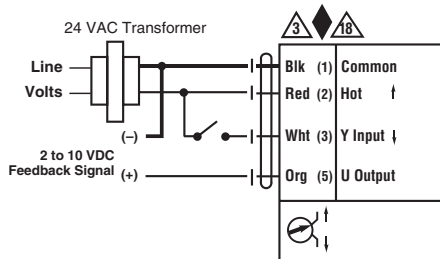 24 VAC Transformer
3 18
Line
Volts
Blk (1) Common
Red (2) Hot
(–)
Wht (3) Y Input
2 to 10 VDC
Feedback Signal (+)
Org (5) U Output